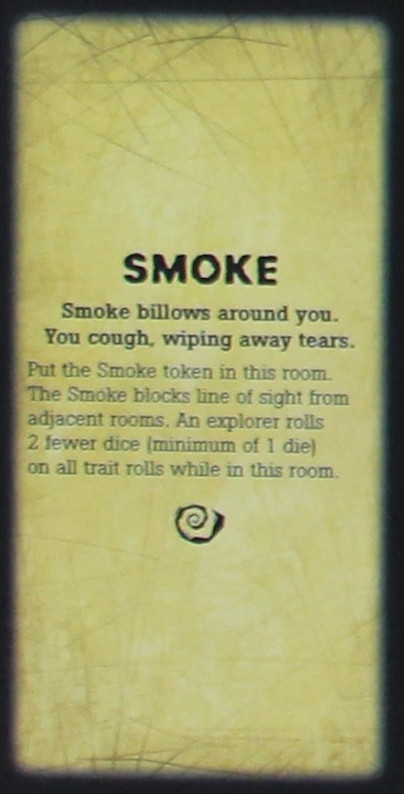 SMOKE
Smoke billows around you.
You cough, wiping away tears.
Put the Smoke token in this room.
The Smoke blocks line of sight from
adjacent rooms. An explorer rolls
2 fewer dice (minimum of 1 die)
on all trait rolls while in this room.